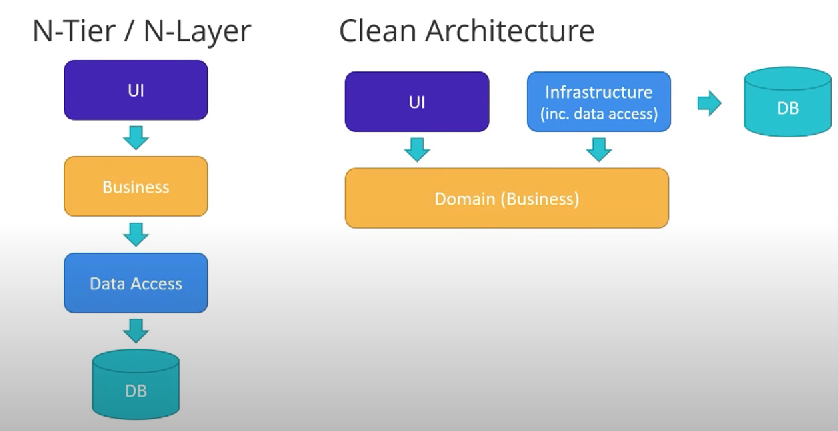 N-Tier / N-Layer
UI
Business
Data Access
DB
Clean Architecture
UI
Infrastructure
(inc. data access)
DB
Domain (Business)